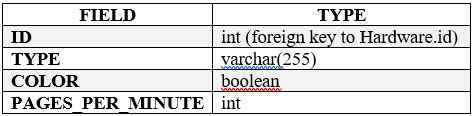 FIELD TYPE
ID int (foreign key to Hardware.id)
TYPE varchar(255)
COLOR boolean
PAGES_PER_MINUTE int